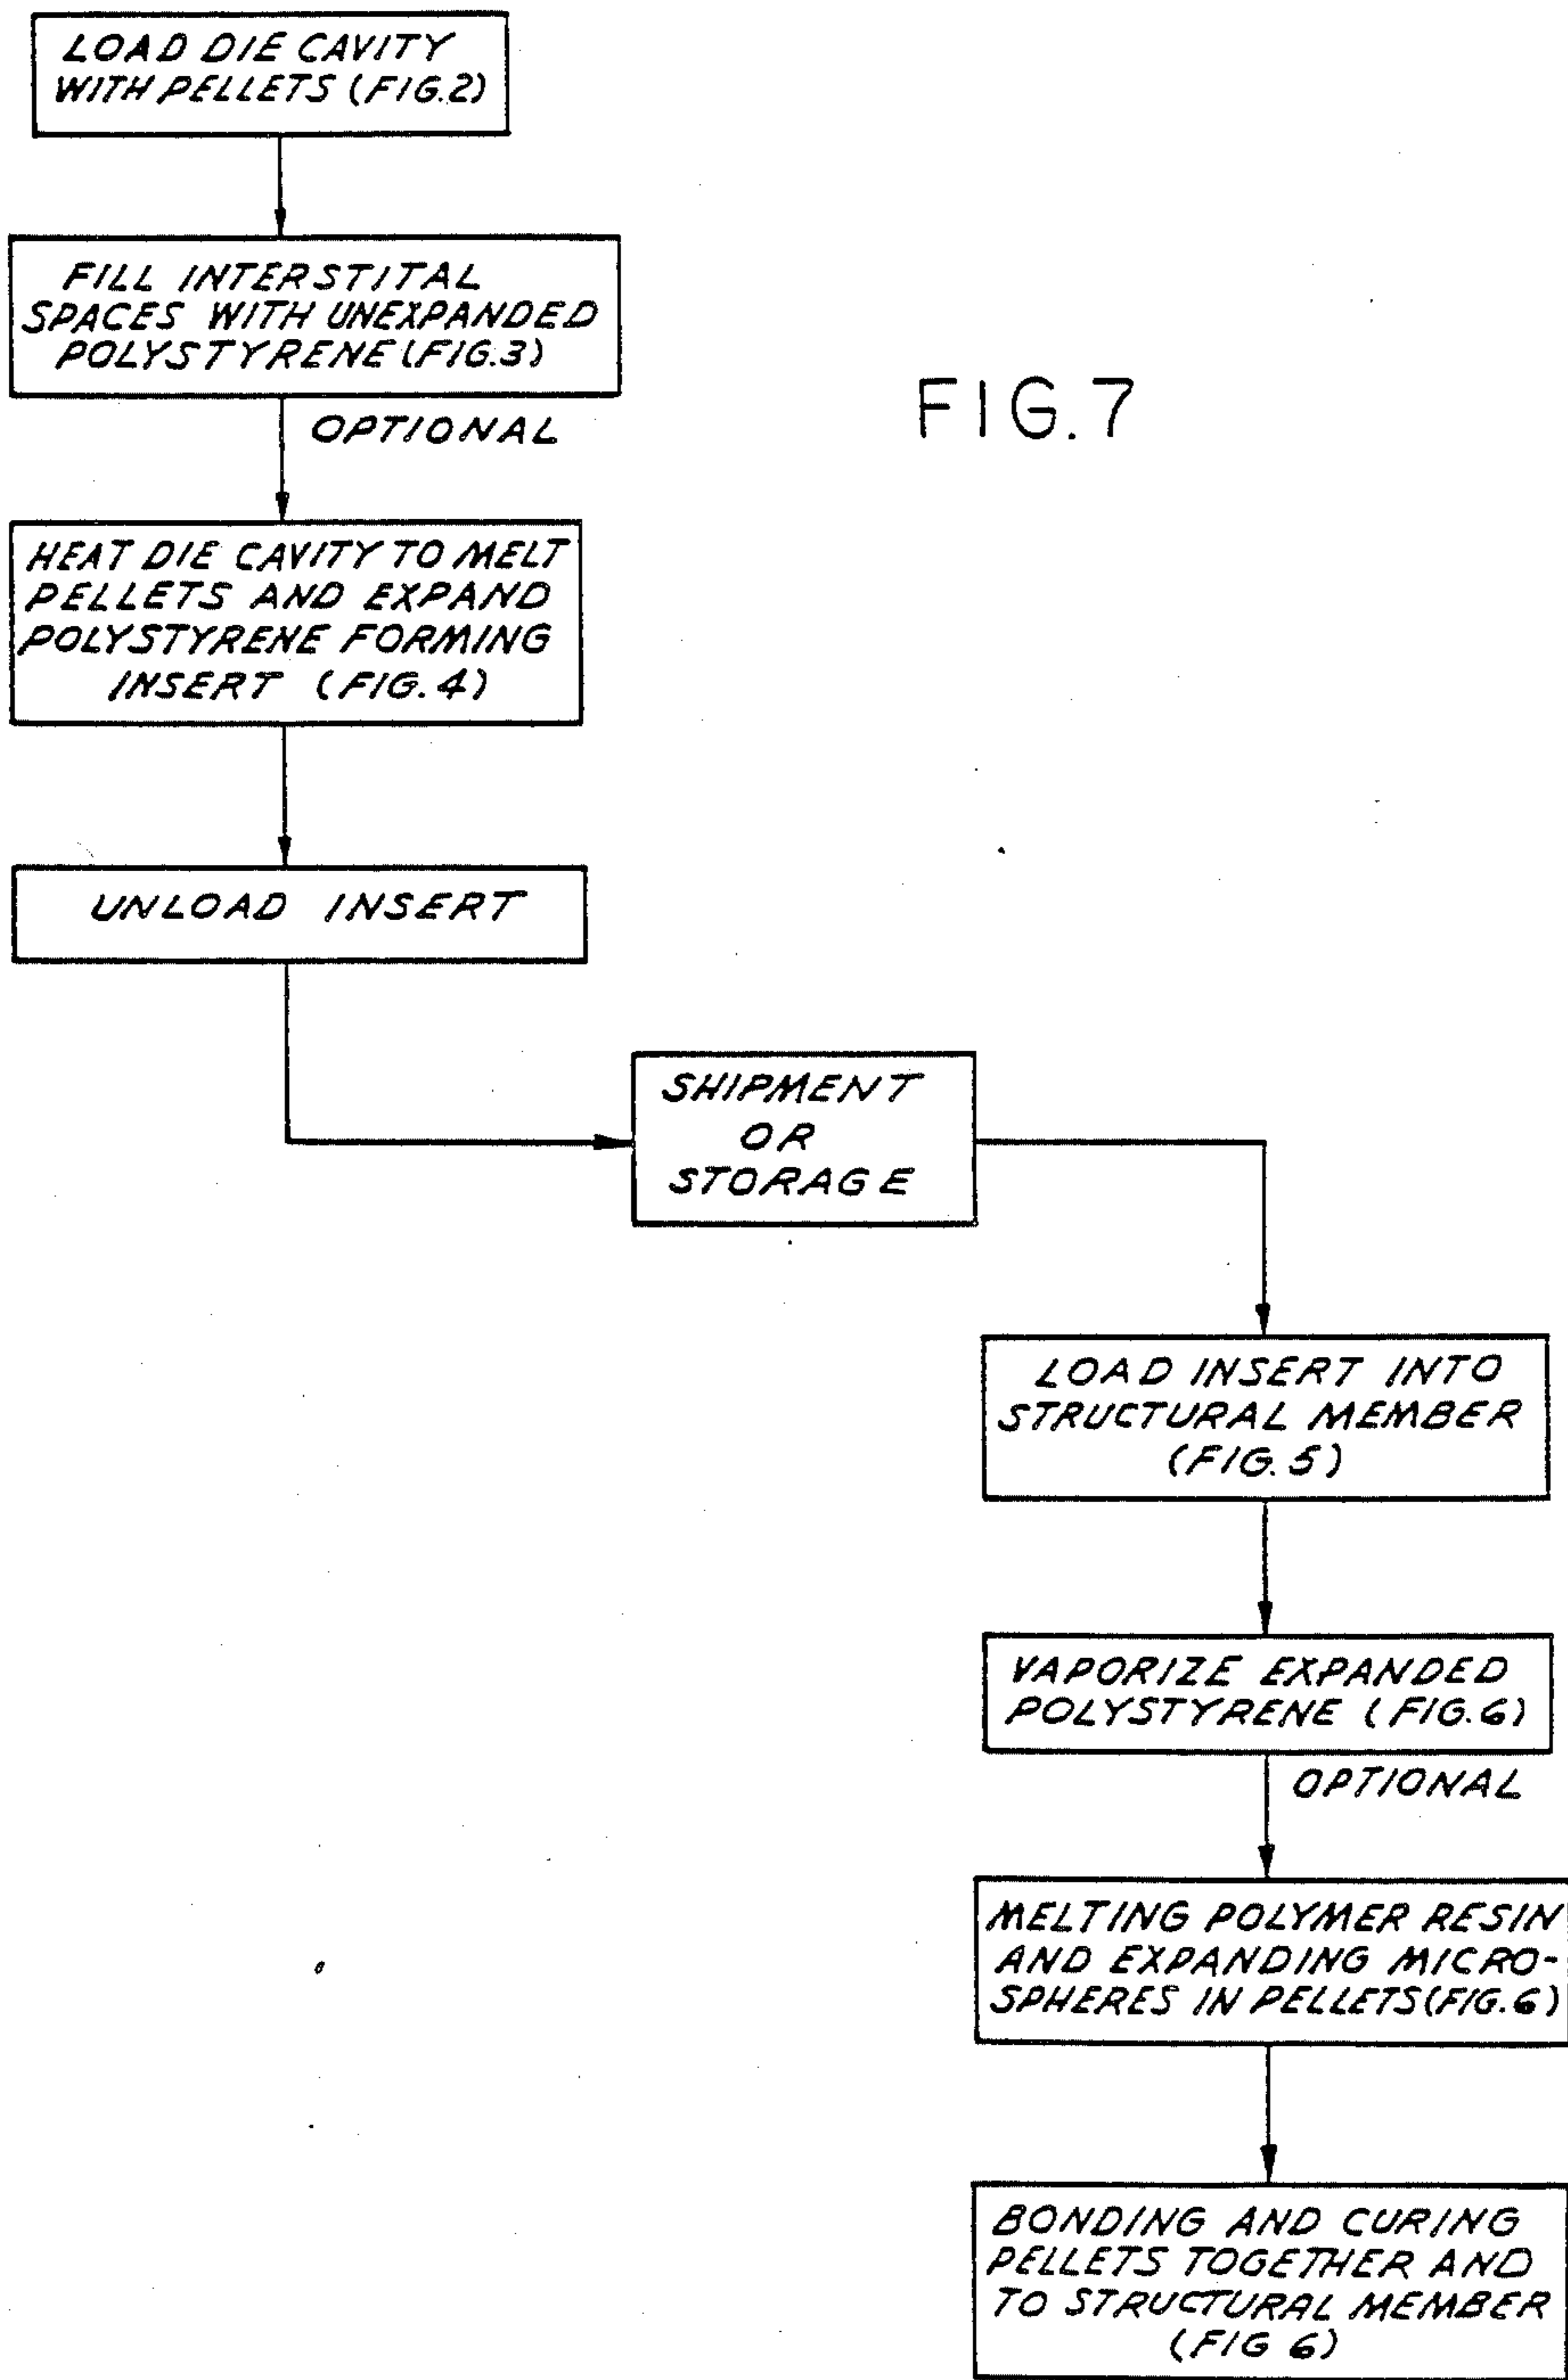 LOAD DIE CAVITY
WITH PELLETS (FIG.2)
FILL INTERSTITAL
SPACES WITH UNEXPANDED
POLYSTYRENE (FIG.3)
OPTIONAL
FIG.7
HEAT DIE CAVITY TO MELT
PELLETS AND EXPAND
POLYSTYRENE FORMING
INSERT (FIG. 4)
UNLOAD INSERT
SHIPMENT
OR
STORAGE
LOAD INSERT INTO
STRUCTURAL MEMBER
(FIG. 5)
VAPORIZE EXPANDED
POLYSTYRENE (FIG.6)
OPTIONAL
MELTING POLYMER RESIN
AND EXPANDING MICRO-
SPHERES IN PELLETS (FIG. 6)
BONDING AND CURING
PELLETS TOGETHER AND
TO STRUCTURAL MEMBER
(FIG 6)